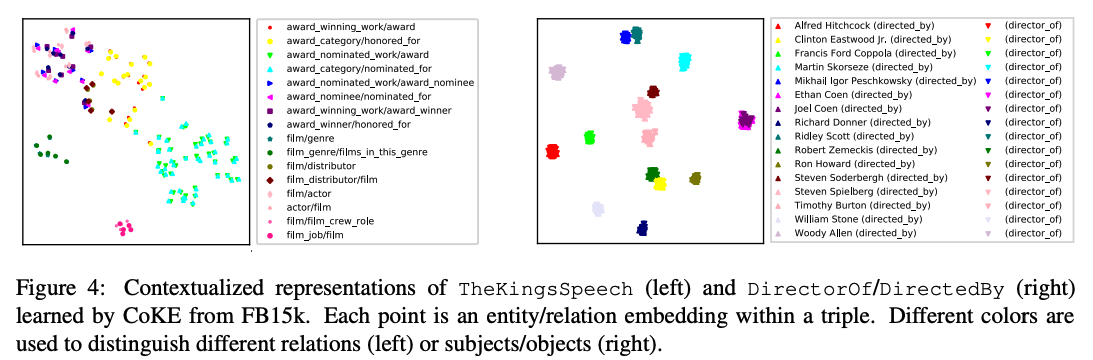 award_winning_work/award
award_category/honored_for
award_nominated_work/award
award_category/nominated_for
award_nominated_work/award_nominee
award_nominee/nominated_for
award_winning_work/award_winner
award_winner/honored_for
film/genre
film_genre/films_in_this_genre
film/distributor
film_distributor/film
film/actor
actor/film
film/film_crew_role
film_job/film
Alfred Hitchcock (directed_by) (director_of)
Clinton Eastwood Jr. (directed_by) (director_of)
Francis Ford Coppola (directed_by) (director_of)
Martin Skorseze (directed_by) (director_of)
Mikhail Igor Peschkowsky (directed_by) (director_of)
Ethan Coen (directed_by) (director_of)
Joel Coen (directed_by) (director_of)
Richard Donner (directed_by) (director_of)
Ridley Scott (directed_by) (director_of)
Robert Zemeckis (directed_by) (director_of)
Ron Howard (directed_by) (director_of)
Steven Soderbergh (directed_by) (director_of)
Steven Spielberg (directed_by) (director_of)
Timothy Burton (directed_by) (director_of)
William Stone (directed_by) (director_of)
Woody Allen (directed_by) (director_of)
Figure 4: Contextualized representations of TheKingsSpeech (left) and DirectorOf/DirectedBy (right)
learned by CoKE from FB15k. Each point is an entity/relation embedding within a triple. Different colors are
used to distinguish different relations (left) or subjects/objects (right).